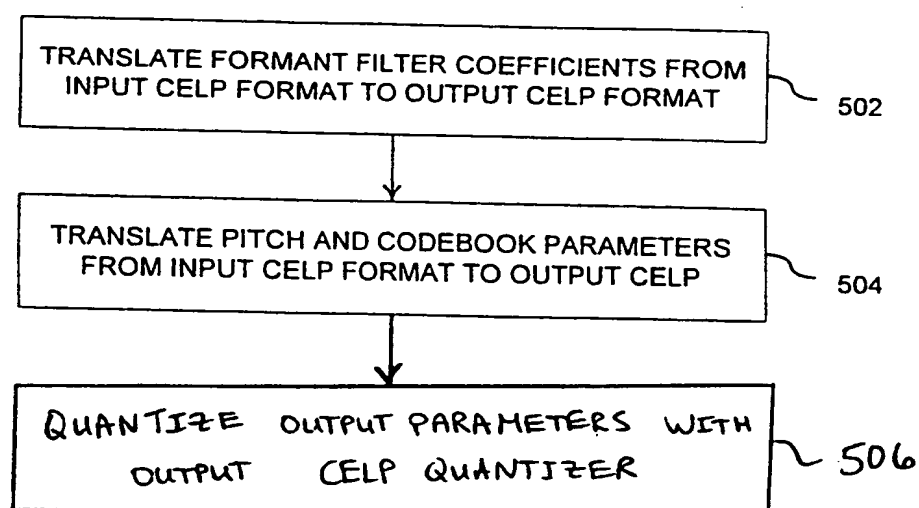 TRANSLATE FORMANT FILTER COEFFICIENTS FROM
INPUT CELP FORMAT TO OUTPUT CELP FORMAT
502
TRANSLATE PITCH AND CODEBOOK PARAMETERS
FROM INPUT CELP FORMAT TO OUTPUT CELP
504
QUANTIZE OUTPUT PARAMETERS WITH
OUTPUT CELP QUANTIZER
506